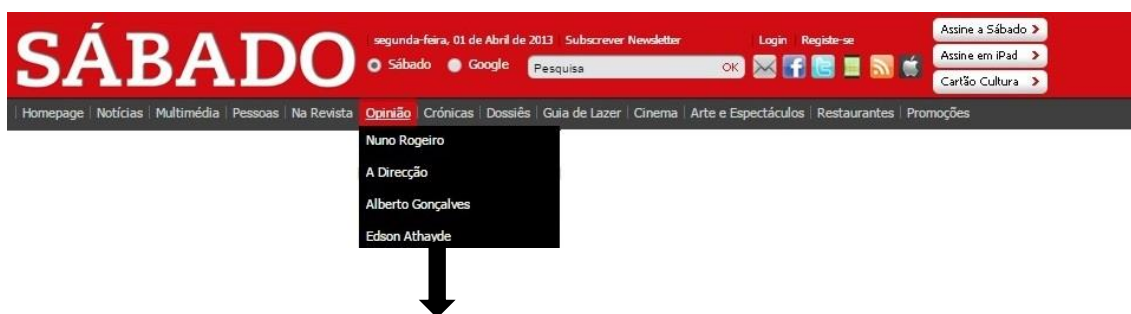 SÁBADO
segunda-feira, 01 de Abril de 2013 Subscrever Newsletter Login Registe-se
Sábado Google Pesquisa OK
Assine a Sábado
Assine em iPad
Cartão Cultura
Homepage Notícias Multimédia Pessoas Na Revista Opinião Crónicas Dossiês Guia de Lazer Cinema Arte e Espectáculos Restaurantes Promoções
Nuno Rogeiro
A Direcção
Alberto Gonçalves
Edson Athayde